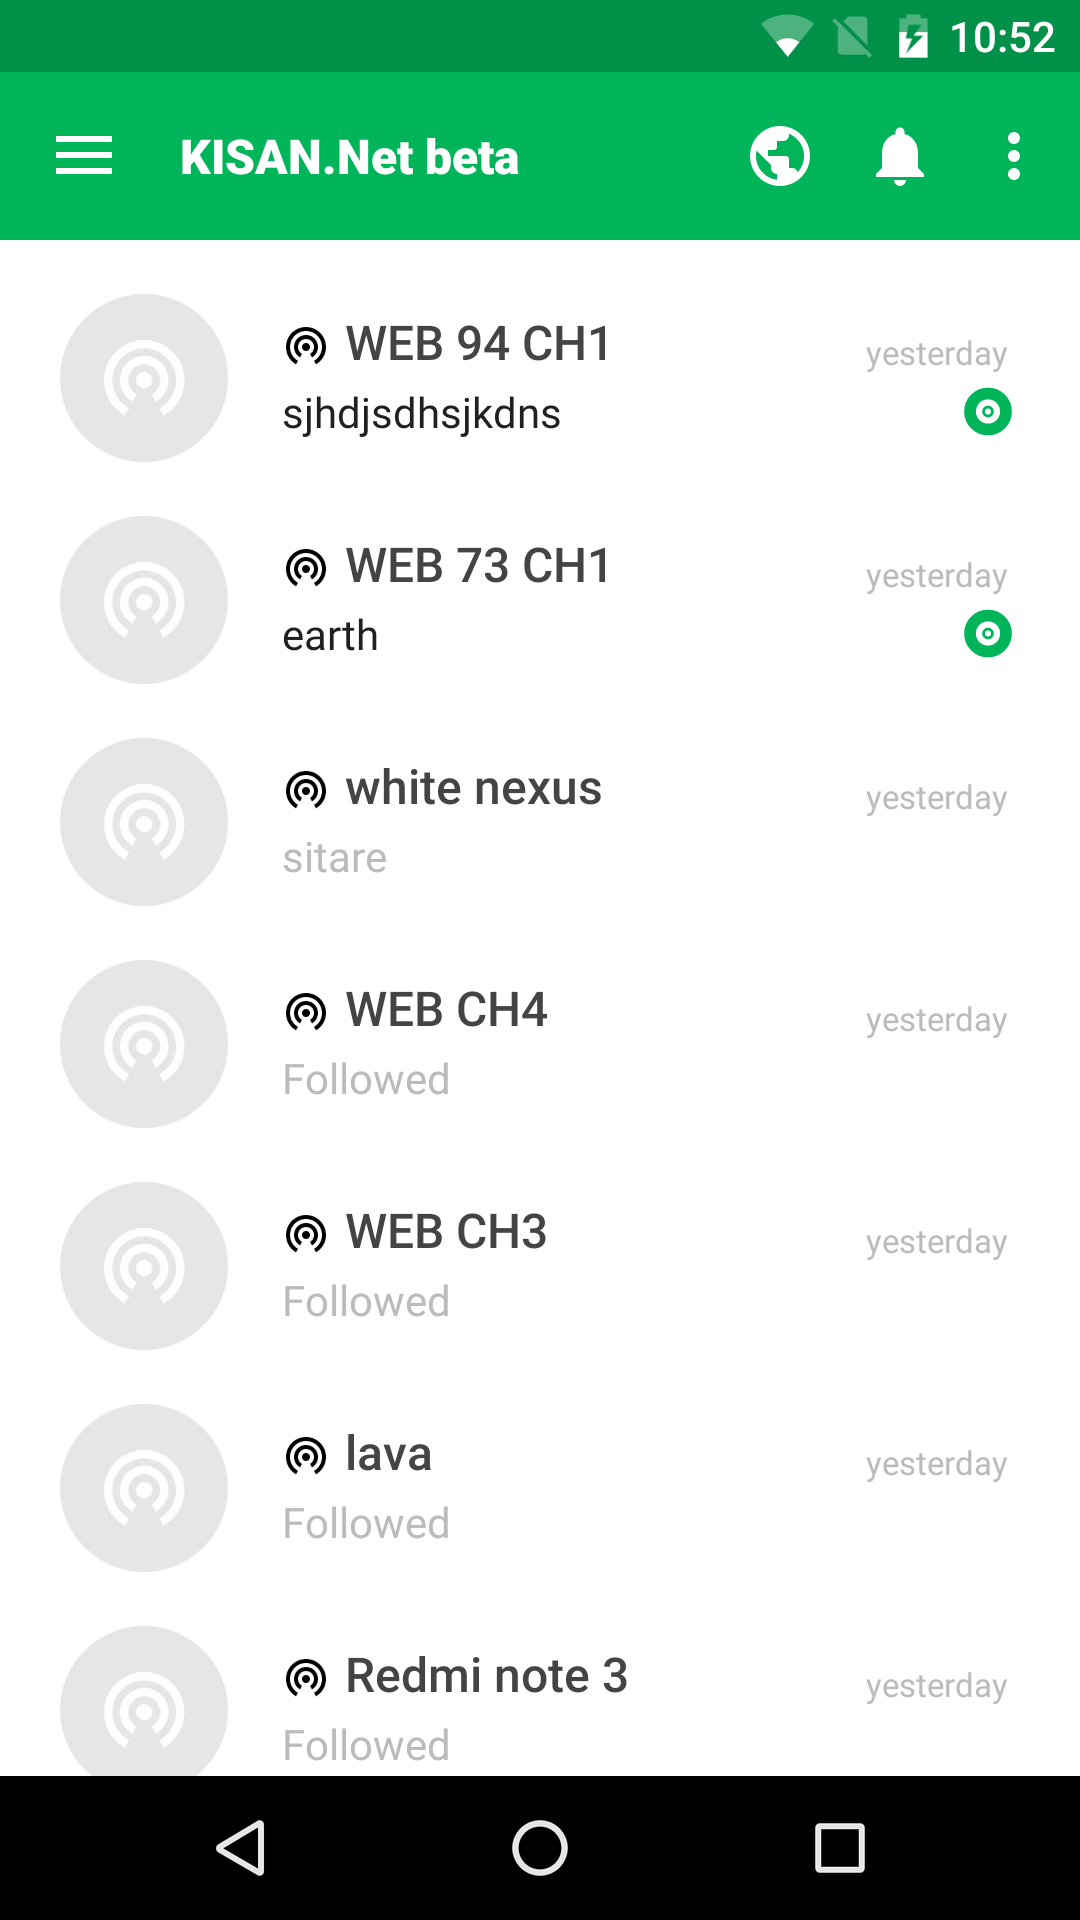 10:52
KISAN.Net beta
WEB 94 CH1
yesterday
sjhdjsdhsjkdns
WEB 73 CH1
yesterday
earth
white nexus
yesterday
sitare
WEB CH4
yesterday
Followed
WEB CH3
yesterday
Followed
lava
yesterday
Followed
Redmi note 3
yesterday
Followed